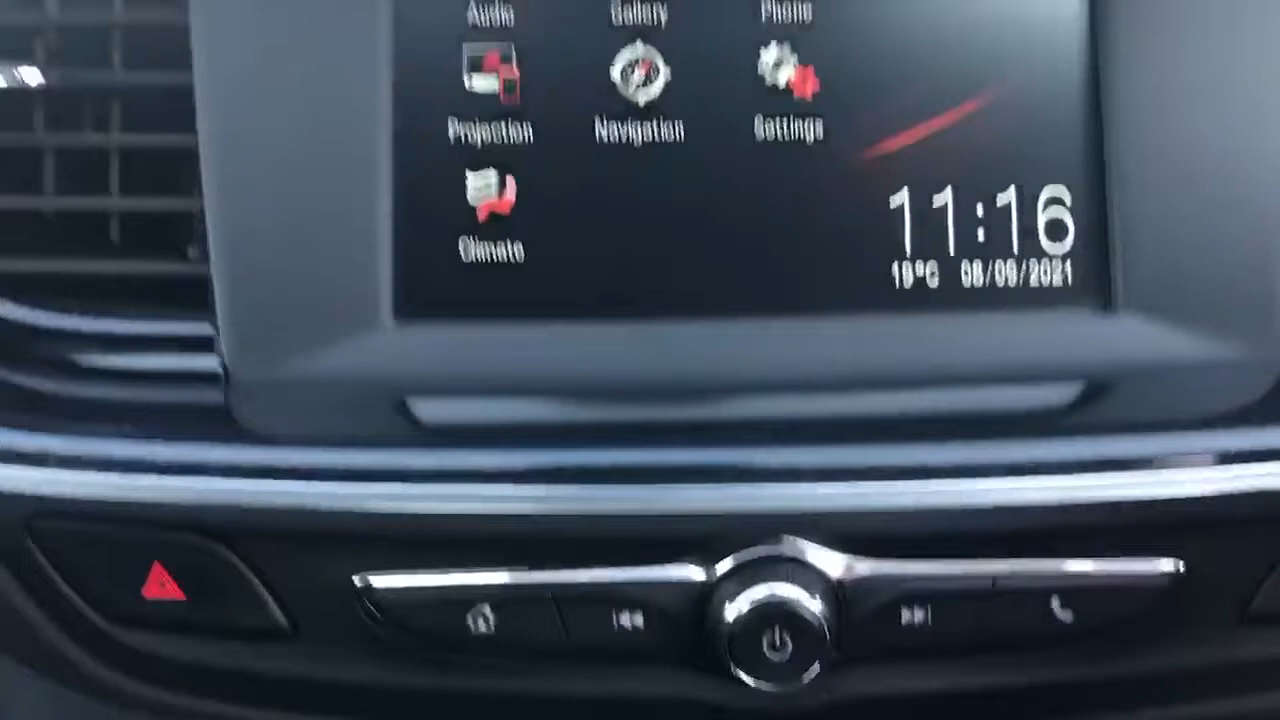 Audio Gallery Phone
Projection Navigation Settings
Climate
11:16
19°C 08/09/2021